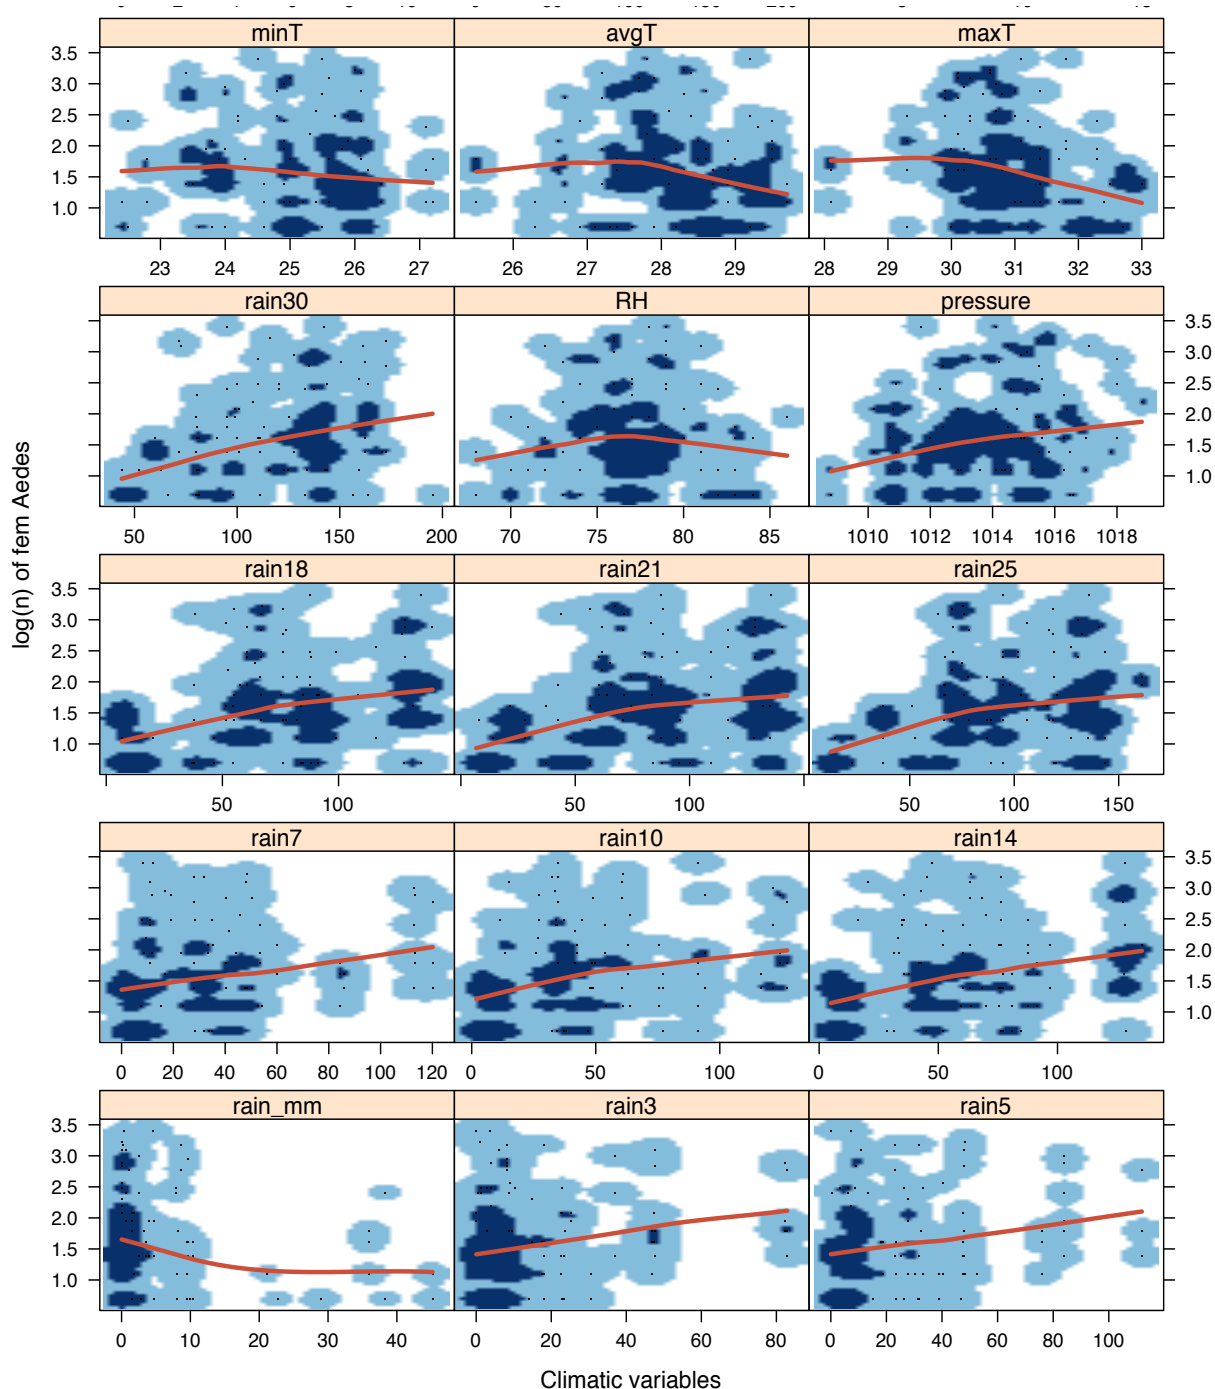 minT avgT maxT
3.5
3.0
2.5
2.0
1.5
1.0
23 24 25 26 27 26 27 28 29 28 29 30 31 32 33
rain30 RH pressure
3.5
3.0
2.5
2.0
1.5
1.0
50 100 150 200 70 75 80 85 1010 1012 1014 1016 1018
log(n) of fem Aedes
rain18 rain21 rain25
3.5
3.0
2.5
2.0
1.5
1.0
50 100 50 100 50 100 150
rain7 rain10 rain14
3.5
3.0
2.5
2.0
1.5
1.0
0 20 40 60 80 100 120 0 50 100 0 50 100
rain_mm rain3 rain5
3.5
3.0
2.5
2.0
1.5
1.0
0 10 20 30 40 0 20 40 60 80 0 20 40 60 80 100
Climatic variables